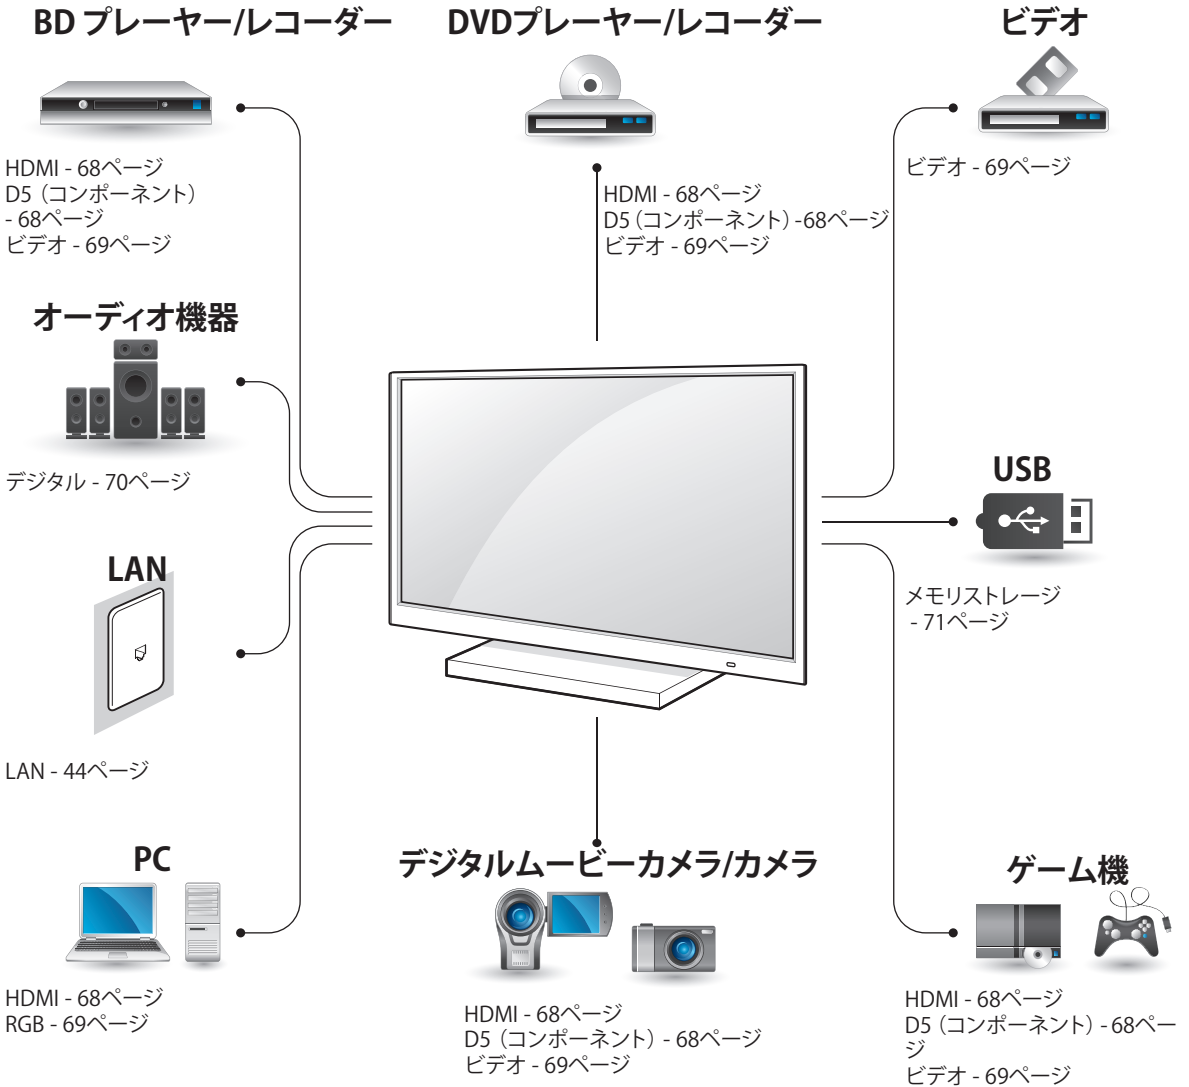 BD プレーヤー/レコーダー
HDMI - 68ページ
D5（コンポーネント）
- 68ページ
ビデオ - 69ページ
DVDプレーヤー/レコーダー
HDMI - 68ページ
D5（コンポーネント）-68ページ
ビデオ - 69ページ
ビデオ
ビデオ - 69ページ
オーディオ機器
デジタル - 70ページ
USB
メモリストレージ
- 71ページ
LAN
LAN - 44ページ
PC
HDMI - 68ページ
RGB - 69ページ
デジタルムービーカメラ/カメラ
HDMI - 68ページ
D5（コンポーネント）- 68ページ
ビデオ - 69ページ
ゲーム機
HDMI - 68ページ
D5（コンポーネント）- 68ペー
ジ
ビデオ - 69ページ